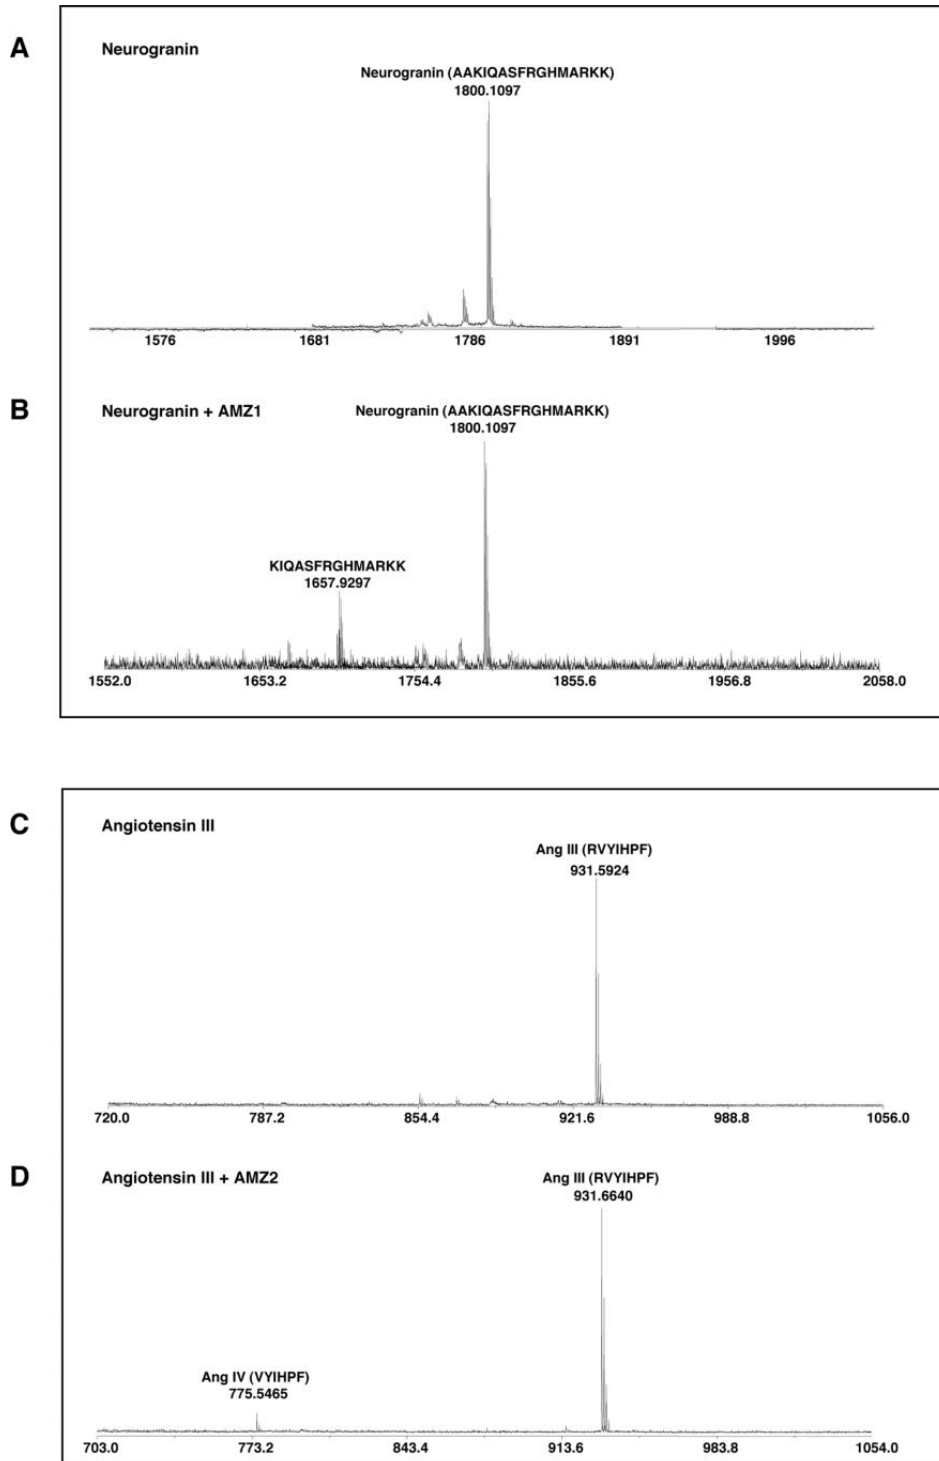 A
Neurogranin
Neurogranin (AAKIQASFRGHMARKK)
1800.1097
1576 1681 1786 1891 1996
B
Neurogranin + AMZ1
Neurogranin (AAKIQASFRGHMARKK)
1800.1097
KIQASFRGHMARKK
1657.9297
1552.0 1653.2 1754.4 1855.6 1956.8 2058.0
C
Angiotensin III
Ang III (RVYIHPF)
931.5924
720.0 787.2 854.4 921.6 988.8 1056.0
D
Angiotensin III + AMZ2
Ang III (RVYIHPF)
931.6640
Ang IV (VYIHPF)
775.5465
703.0 773.2 843.4 913.6 983.8 1054.0